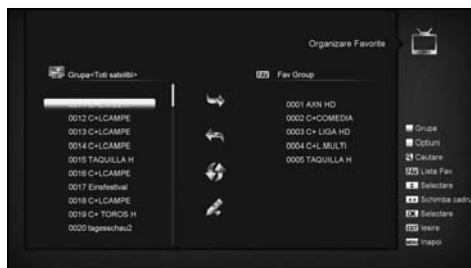 Organizare Favorite
Grupa<Toti satelitii>
FAV Fav Group
0012 C+LCAMPE
0013 C+LCAMPE
0014 C+LCAMPE
0015 TAQUILLA H
0016 C+LCAMPE
0017 Einsfestival
0018 C+LCAMPE
0019 C+ TOROS H
0020 tagesschau2
0001 AXN HD
0002 C+COMEDIA
0003 C+ LIGA HD
0004 C+L.MULTI
0005 TAQUILLA H
Grupa
Optiuni
Cautare
FAV Lista Fav
Selectare
Schimba cadru
OK Selectare
EXIT Iesire
MENU Inapoi